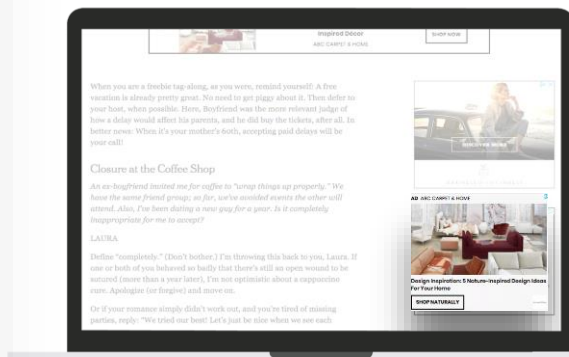 Inspired Décor
ABC CARPET & HOME
SHOP NOW
When you are a freebie tag-along, as you were, remind yourself: A free
vacation is already pretty great. No need to get piggy about it. Then defer to
your host, when possible. Here, Boyfriend was the more relevant judge of
how a delay would affect his parents, and he did buy the tickets, after all. In
better news: When it's your mother's 60th, accepting paid delays will be
your call!
Closure at the Coffee Shop
An ex-boyfriend invited me for coffee to "wrap things up properly." We
have the same friend group; so far, we've avoided events the other will
attend. Also, I've been dating a new guy for a year. Is it completely
inappropriate for me to accept?
LAURA
Define "completely." (Don't bother.) I'm throwing this back to you, Laura. If
one or both of you behaved so badly that there's still an open wound to be
sutured (more than a year later), I'm not optimistic about a cappuccino
cure. Apologize (or forgive) and move on.
Or if your romance simply didn't work out, and you're tired of missing
parties, reply: "We tried our best! Let's just be nice when we see each
AD ABC CARPET & HOME
Design Inspiration: 5 Nature-Inspired Design Ideas
For Your Home
SHOP NATURALLY